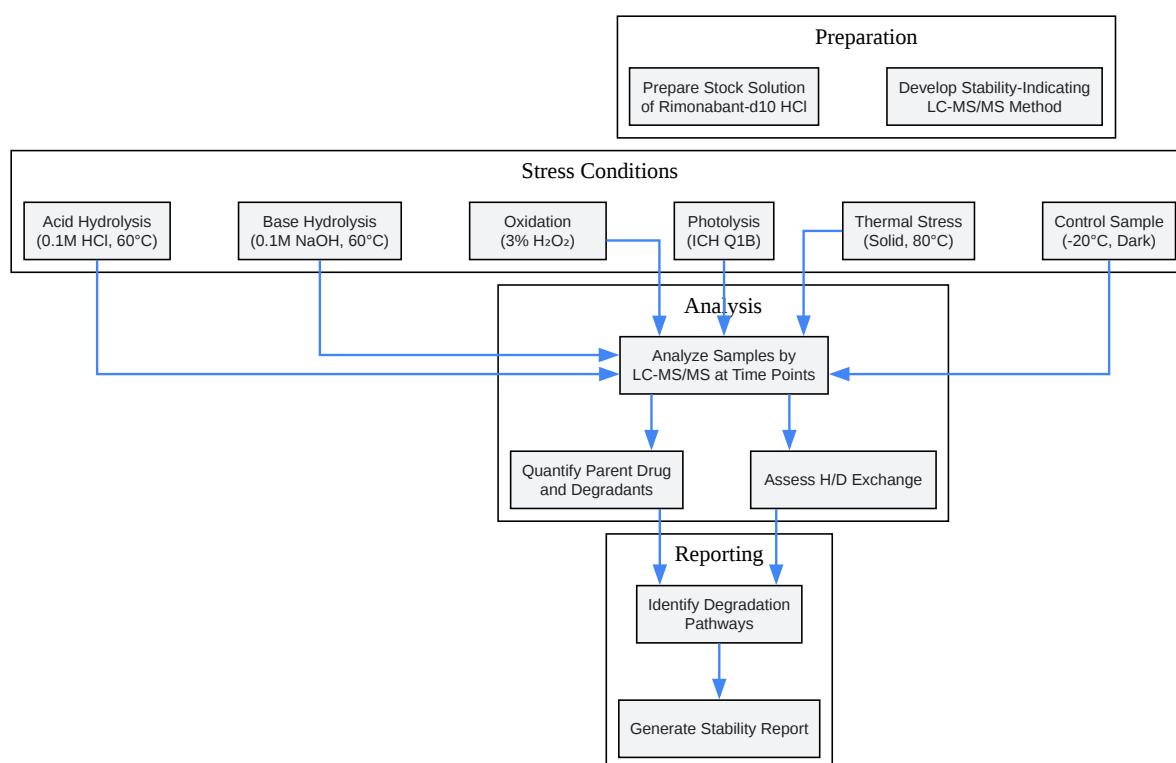 Preparation
Prepare Stock Solution
of Rimonabant-d10 HCl
Develop Stability-Indicating
LC-MS/MS Method
Stress Conditions
Acid Hydrolysis
(0.1M HCl, 60°C)
Base Hydrolysis
(0.1M NaOH, 60°C)
Oxidation
(3% H₂O₂)
Photolysis
(ICH Q1B)
Thermal Stress
(Solid, 80°C)
Control Sample
(-20°C, Dark)
Analysis
Analyze Samples by
LC-MS/MS at Time Points
Quantify Parent Drug
and Degradants
Assess H/D Exchange
Reporting
Identify Degradation
Pathways
Generate Stability Report